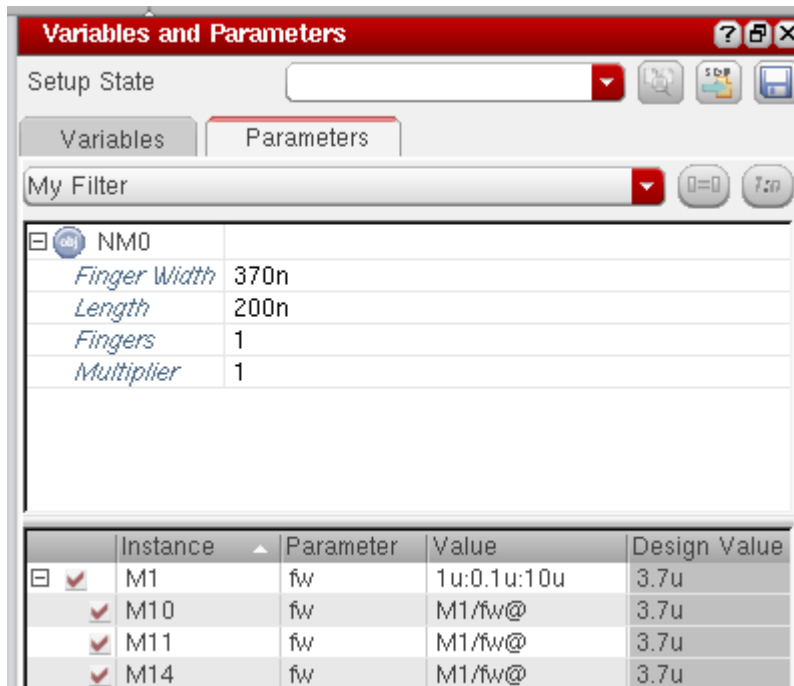 Variables and Parameters
Setup State
Variables Parameters
My Filter
NM0
Finger Width 370n
Length 200n
Fingers 1
Multiplier 1
Instance Parameter Value Design Value
M1 fw 1u:0.1u:10u 3.7u
M10 fw M1/fw@ 3.7u
M11 fw M1/fw@ 3.7u
M14 fw M1/fw@ 3.7u